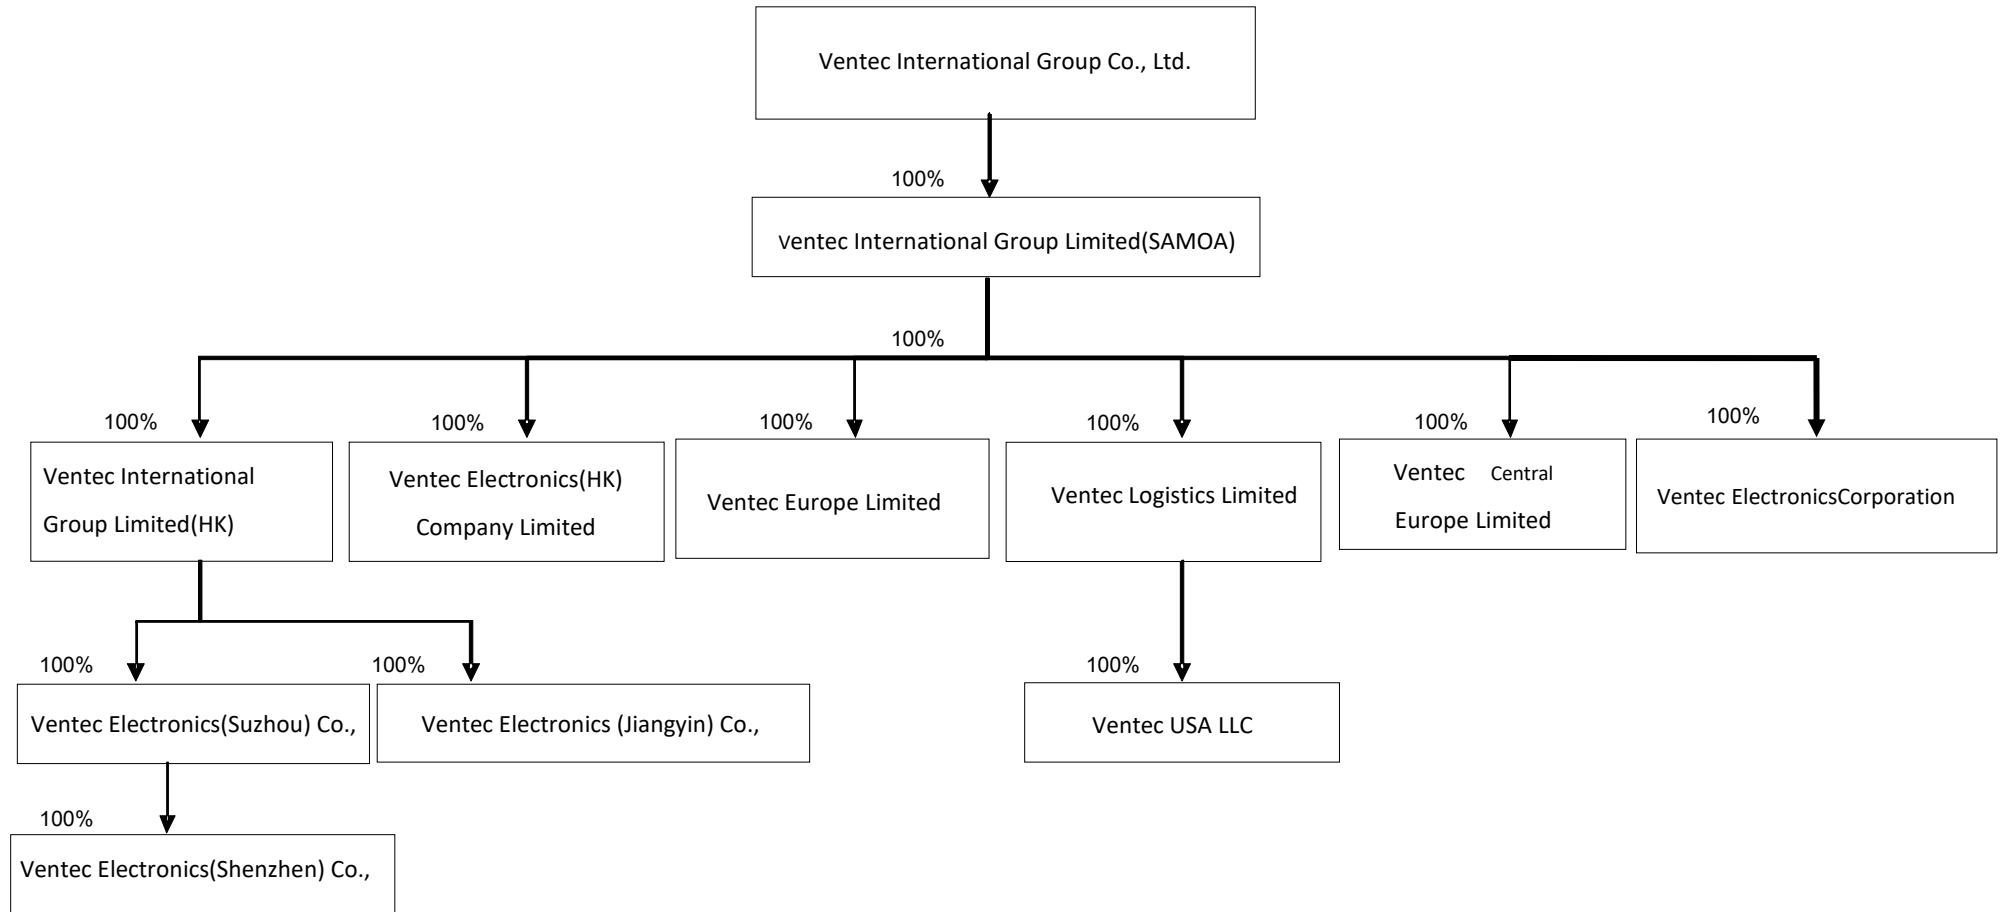 Ventec International Group Co., Ltd.
100%
Ventec International Group Limited(SAMOA)
100%
100%
100%
100%
100%
100%
100%
Ventec International
Group Limited(HK)
Ventec Electronics(HK)
Company Limited
Ventec Europe Limited
Ventec Logistics Limited
Ventec Central
Europe Limited
Ventec ElectronicsCorporation
100%
100%
100%
Ventec Electronics(Suzhou) Co.,
Ventec Electronics (Jiangyin) Co.,
Ventec USA LLC
100%
Ventec Electronics(Shenzhen) Co.,